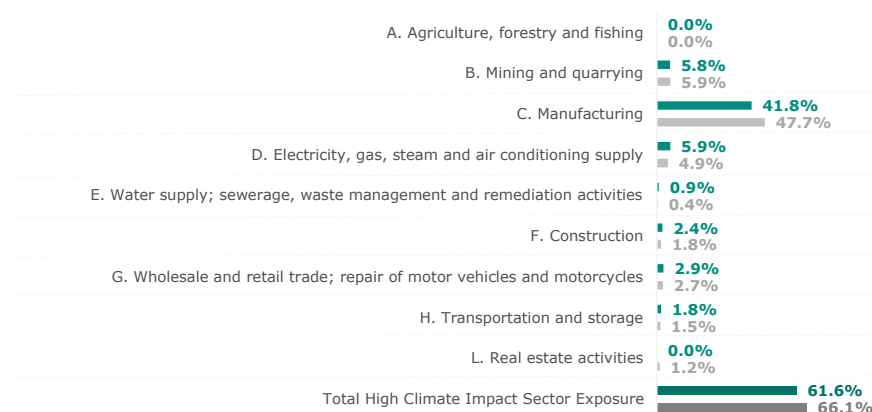 A. Agriculture, forestry and fishing
0.0%
0.0%
B. Mining and quarrying
5.8%
5.9%
C. Manufacturing
41.8%
47.7%
D. Electricity, gas, steam and air conditioning supply
5.9%
4.9%
E. Water supply; sewerage, waste management and remediation activities
0.9%
0.4%
F. Construction
2.4%
1.8%
G. Wholesale and retail trade; repair of motor vehicles and motorcycles
2.9%
2.7%
H. Transportation and storage
1.8%
1.5%
L. Real estate activities
0.0%
1.2%
Total High Climate Impact Sector Exposure
61.6%
66.1%